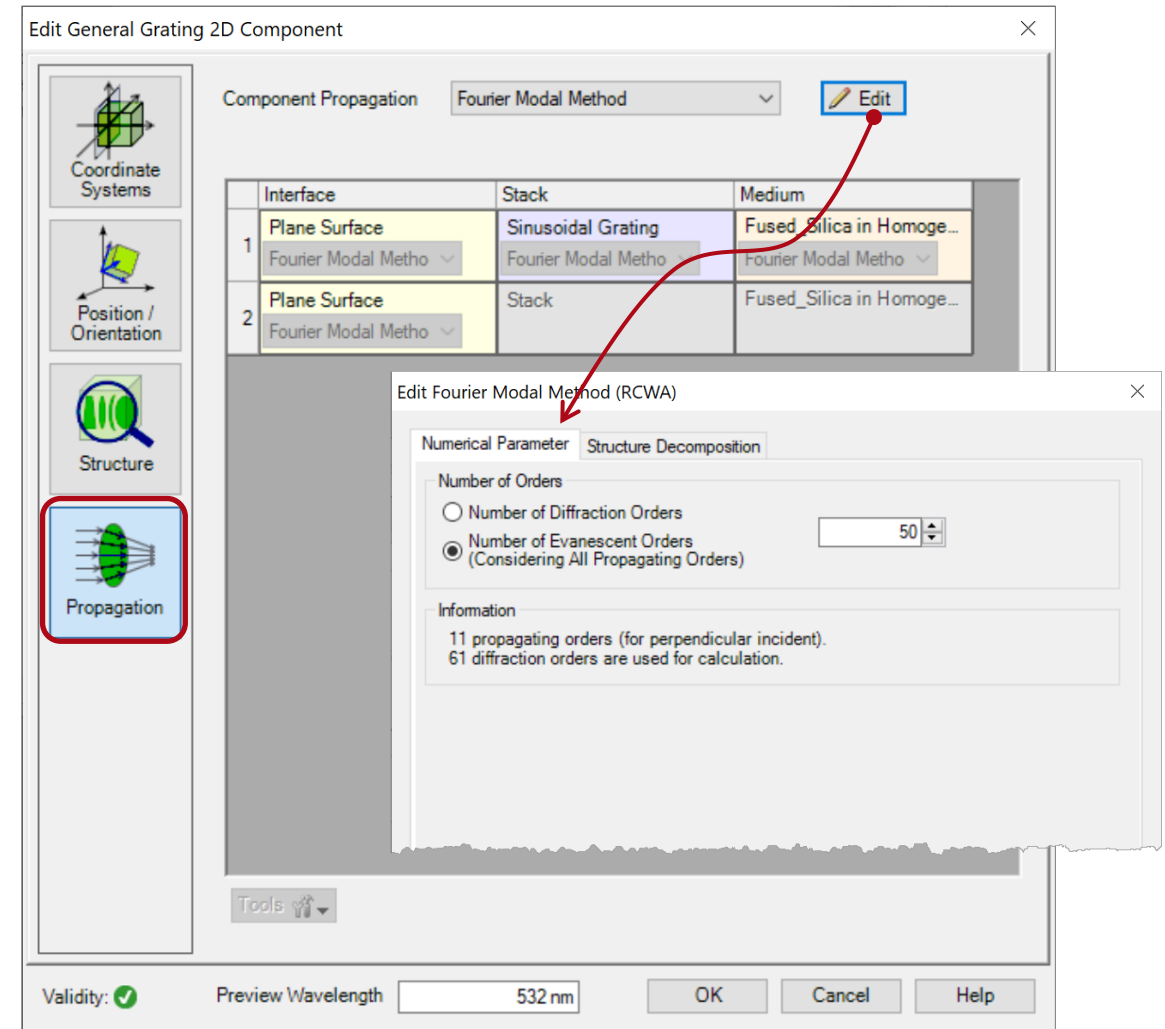 Edit General Grating 2D Component
Component Propagation Fourier Modal Method Edit
Coordinate
Systems
Position /
Orientation
Structure
Propagation
Interface Stack Medium
1 Plane Surface Sinusoidal Grating Fused_Silica in Homoge...
Fourier Modal Metho Fourier Modal Metho Fourier Modal Metho
2 Plane Surface Stack Fused_Silica in Homoge...
Fourier Modal Metho
Edit Fourier Modal Method (RCWA)
Numerical Parameter Structure Decomposition
Number of Orders
Number of Diffraction Orders
Number of Evanescent Orders
(Considering All Propagating Orders)
50
Information
11 propagating orders (for perpendicular incident).
61 diffraction orders are used for calculation.
Tools
Validity: Preview Wavelength 532 nm OK Cancel Help